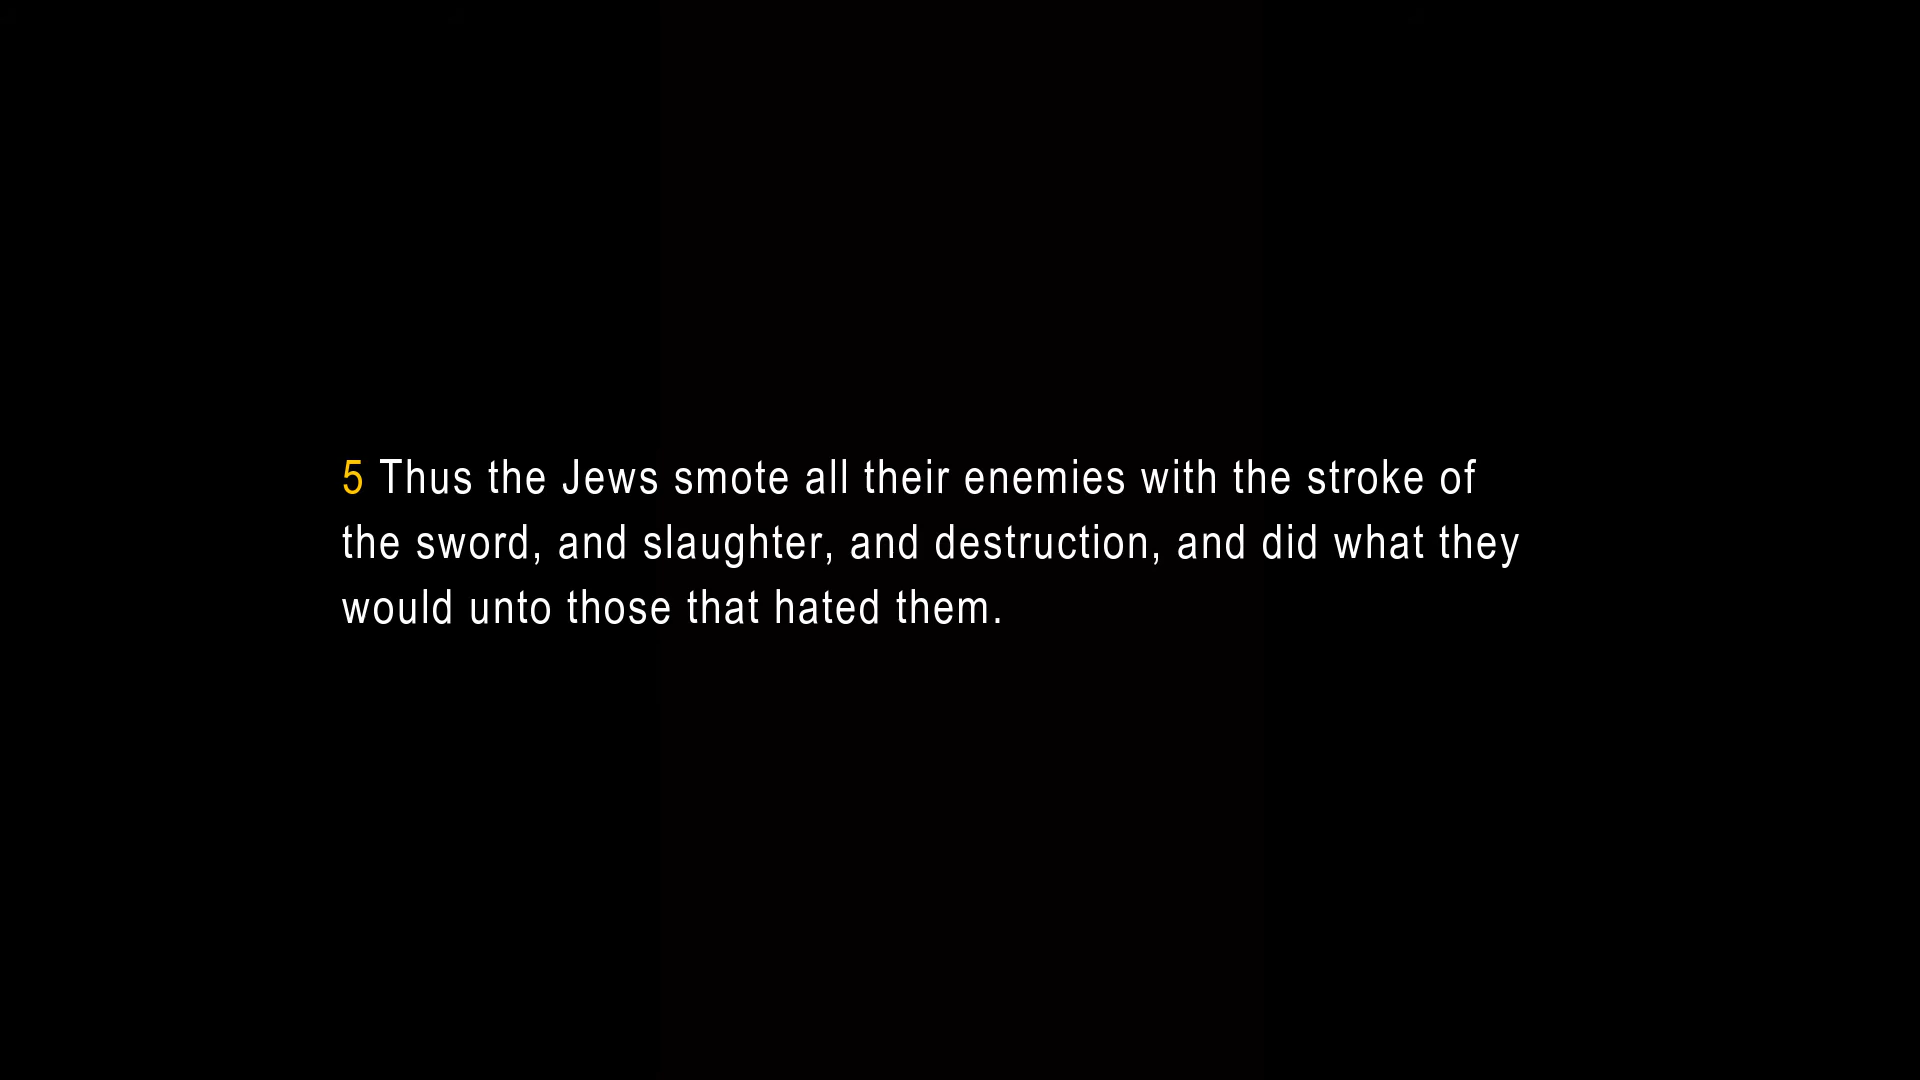 5 Thus the Jews smote all their enemies with the stroke of
the sword, and slaughter, and destruction, and did what they
would unto those that hated them.